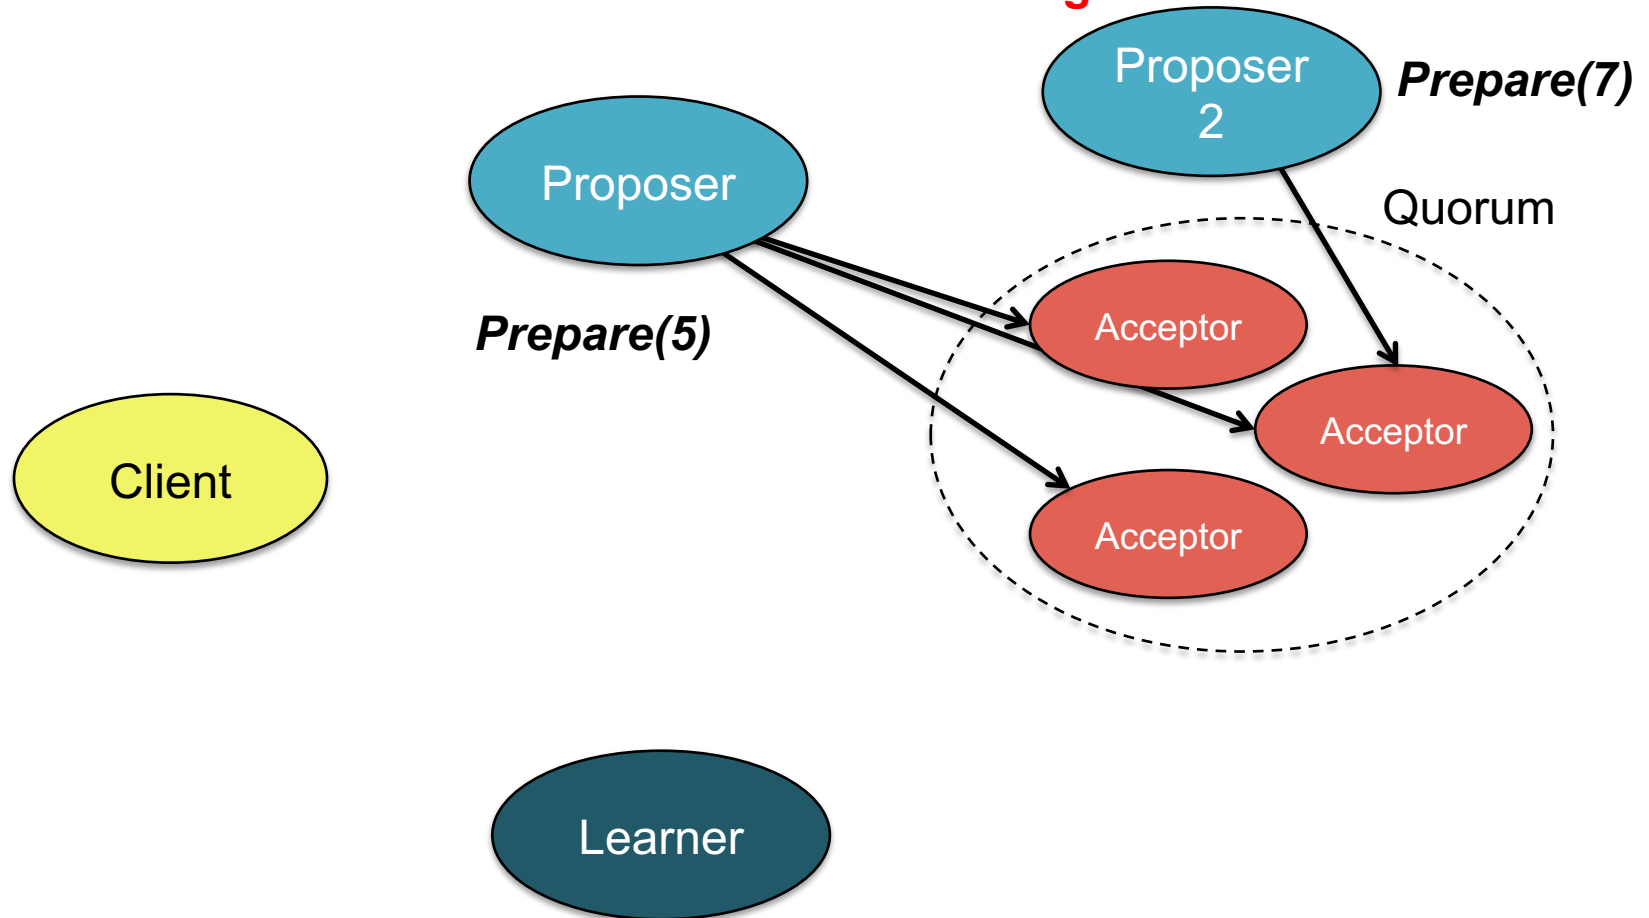 Proposer
2
Prepare(7)
Proposer
Quorum
Prepare(5)
Acceptor
Acceptor
Client
Acceptor
Learner